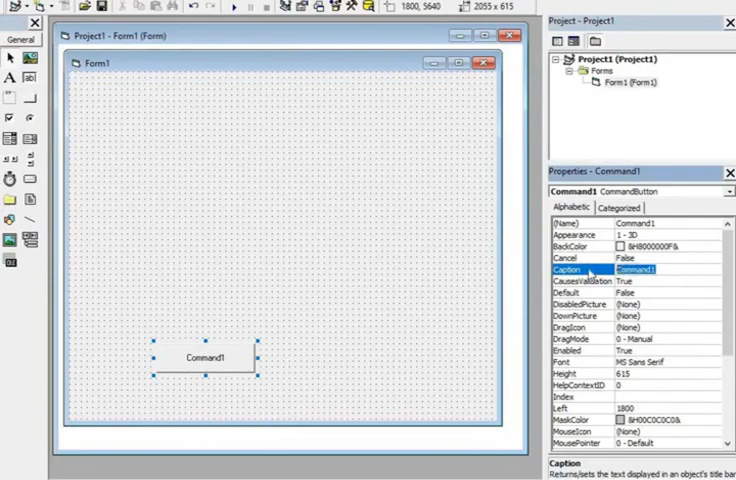 1800, 5640
2055 x 615
General
A
ab
Project1 - Form1 (Form)
Form1
Command1
Project - Project1
Project1 (Project1)
Forms
Form1 (Form1)
Properties - Command1
Command1 CommandButton
Alphabetic Categorized
(Name) Command1
Appearance 1 - 3D
BackColor &H8000000F&
Cancel False
Caption Command1
CausesValidation True
Default False
DisabledPicture (None)
DownPicture (None)
DragIcon (None)
DragMode 0 - Manual
Enabled True
Font MS Sans Serif
Height 615
HelpContextID 0
Index
Left 1800
MaskColor &H00C0C0C0&
MouseIcon (None)
MousePointer 0 - Default
Caption
Returns/sets the text displayed in an object's title bar